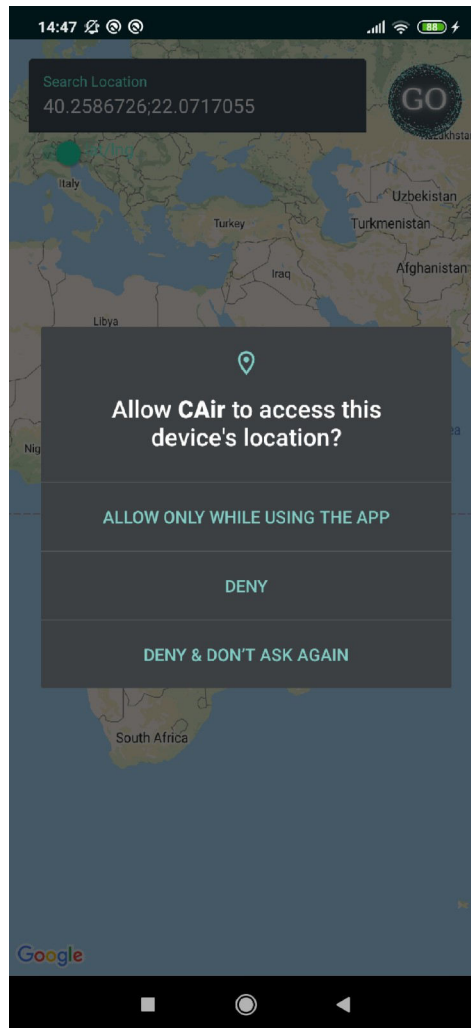 14:47
88
Search Location
40.2586726;22.0717055
GO
Italy
Uzbekistan
Turkey
Turkmenistan
Iraq
Afghanistan
Libya
Allow CAir to access this
device's location?
Nig
ALLOW ONLY WHILE USING THE APP
DENY
DENY & DON'T ASK AGAIN
South Africa
Google